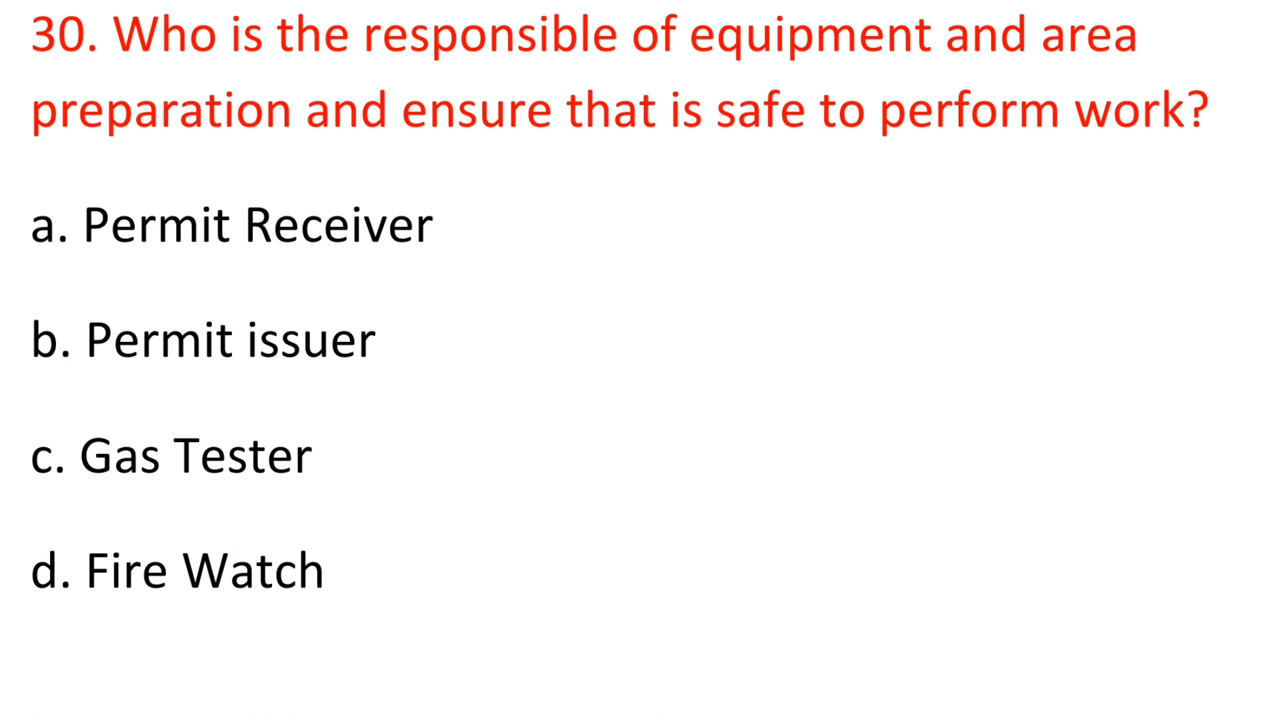 30. Who is the responsible of equipment and area
preparation and ensure that is safe to perform work?
a. Permit Receiver
b. Permit issuer
c. Gas Tester
d. Fire Watch